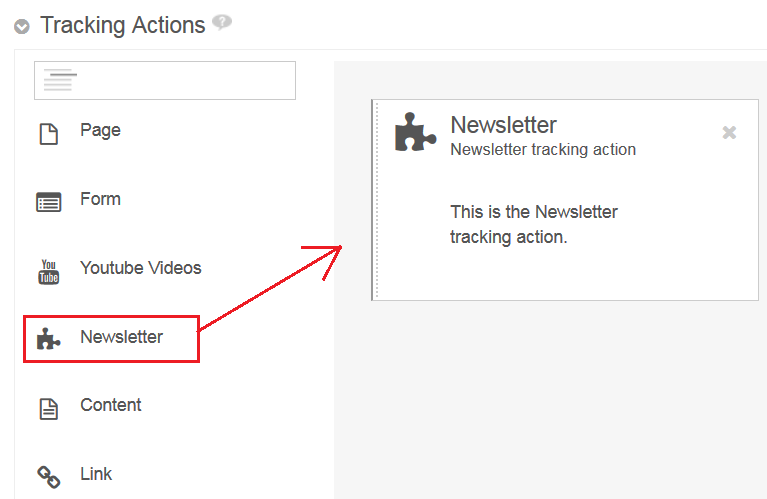 Tracking Actions ?
Page
Form
You
Tube
Youtube Videos
Newsletter
Content
Link
Newsletter
Newsletter tracking action
This is the Newsletter
tracking action.